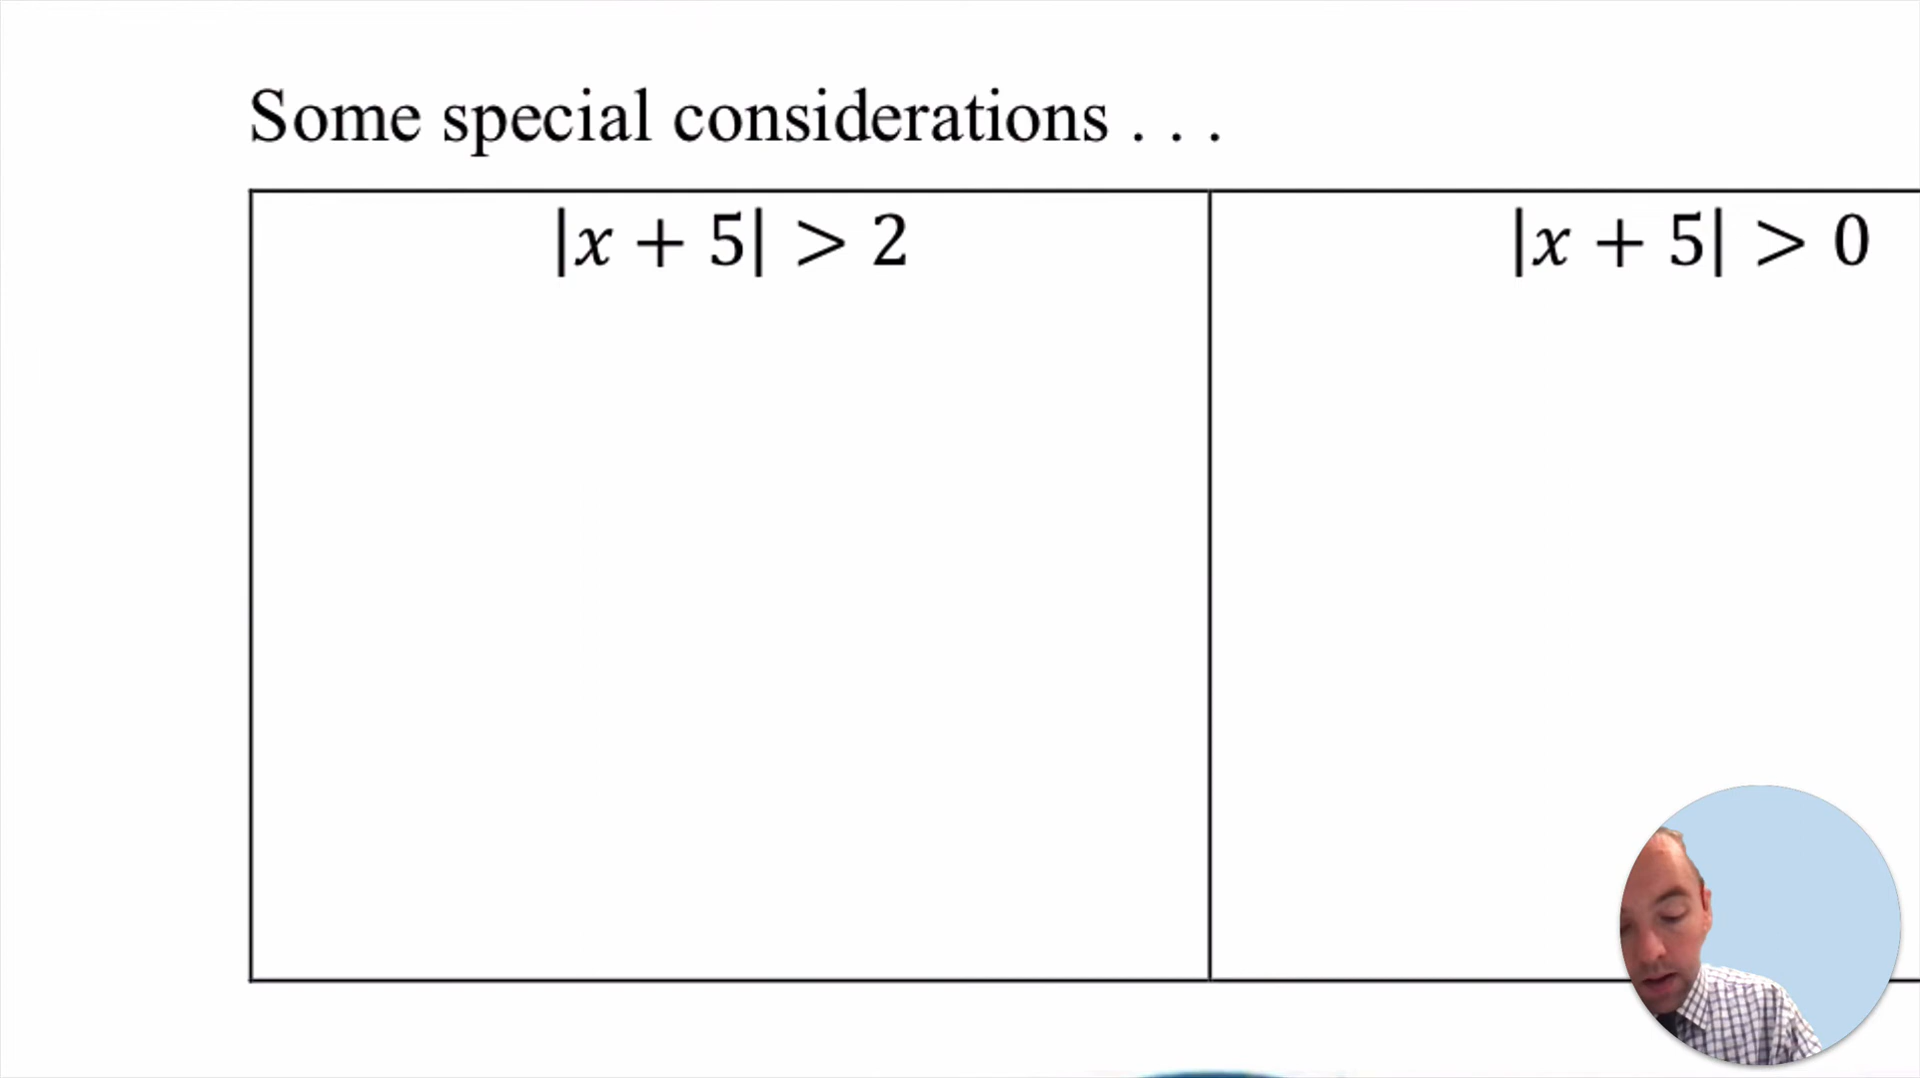 Some special considerations . . .
|x + 5| > 2
|x + 5| > 0